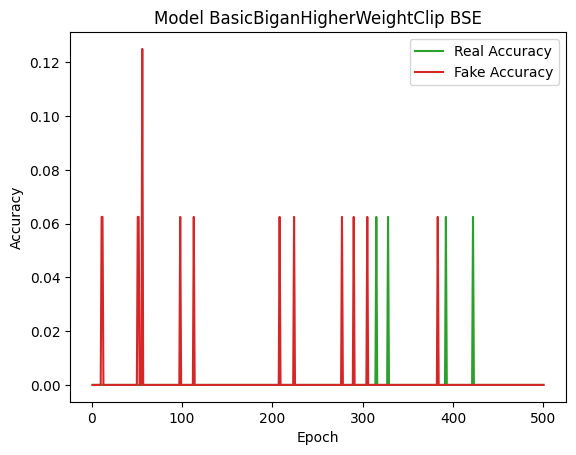 Model BasicBiganHigherWeightClip BSE
Real Accuracy
Fake Accuracy
Accuracy
0.12
0.10
0.08
0.06
0.04
0.02
0.00
0 100 200 300 400 500
Epoch